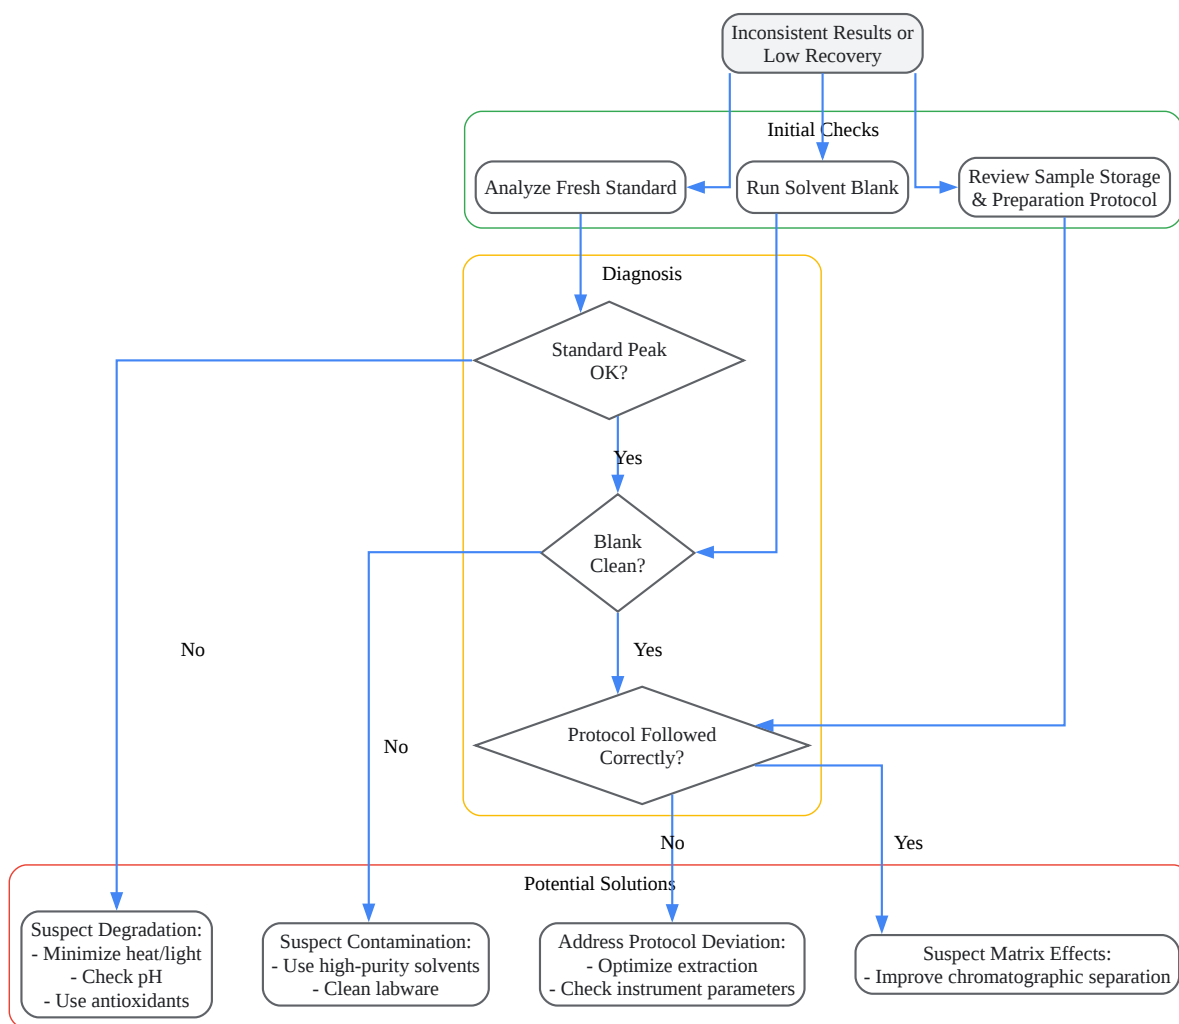 Inconsistent Results or
Low Recovery
Initial Checks
Analyze Fresh Standard
Run Solvent Blank
Review Sample Storage
& Preparation Protocol
Diagnosis
Standard Peak
OK?
Yes
Blank
Clean?
No
Yes
No
Protocol Followed
Correctly?
No
Yes
Potential Solutions
Suspect Degradation:
- Minimize heat/light
- Check pH
- Use antioxidants
Suspect Contamination:
- Use high-purity solvents
- Clean labware
Address Protocol Deviation:
- Optimize extraction
- Check instrument parameters
Suspect Matrix Effects:
- Improve chromatographic separation